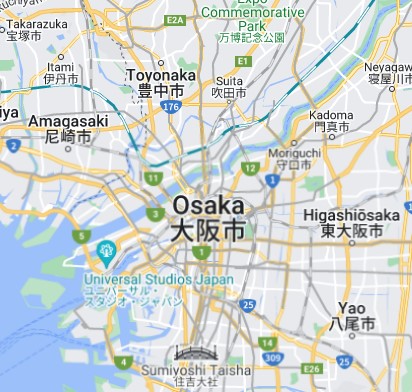 Expo
Commemorative
Park
万博記念公園
E2A
Takarazuka
宝塚市
Itami
伊丹市
Toyonaka
豊中市
Suita
吹田市
Neyagawa
寝屋川市
176
Kadoma
門真市
Amagasaki
尼崎市
2
Moriguchi
守口市
11
12
1
3
5
Osaka
大阪市
Higashiōsaka
東大阪市
1
Universal Studios Japan
ユニバーサル・
スタジオ・ジャパン
25
Yao
八尾市
14
4
309
25
Sumiyoshi Taisha
住吉大社